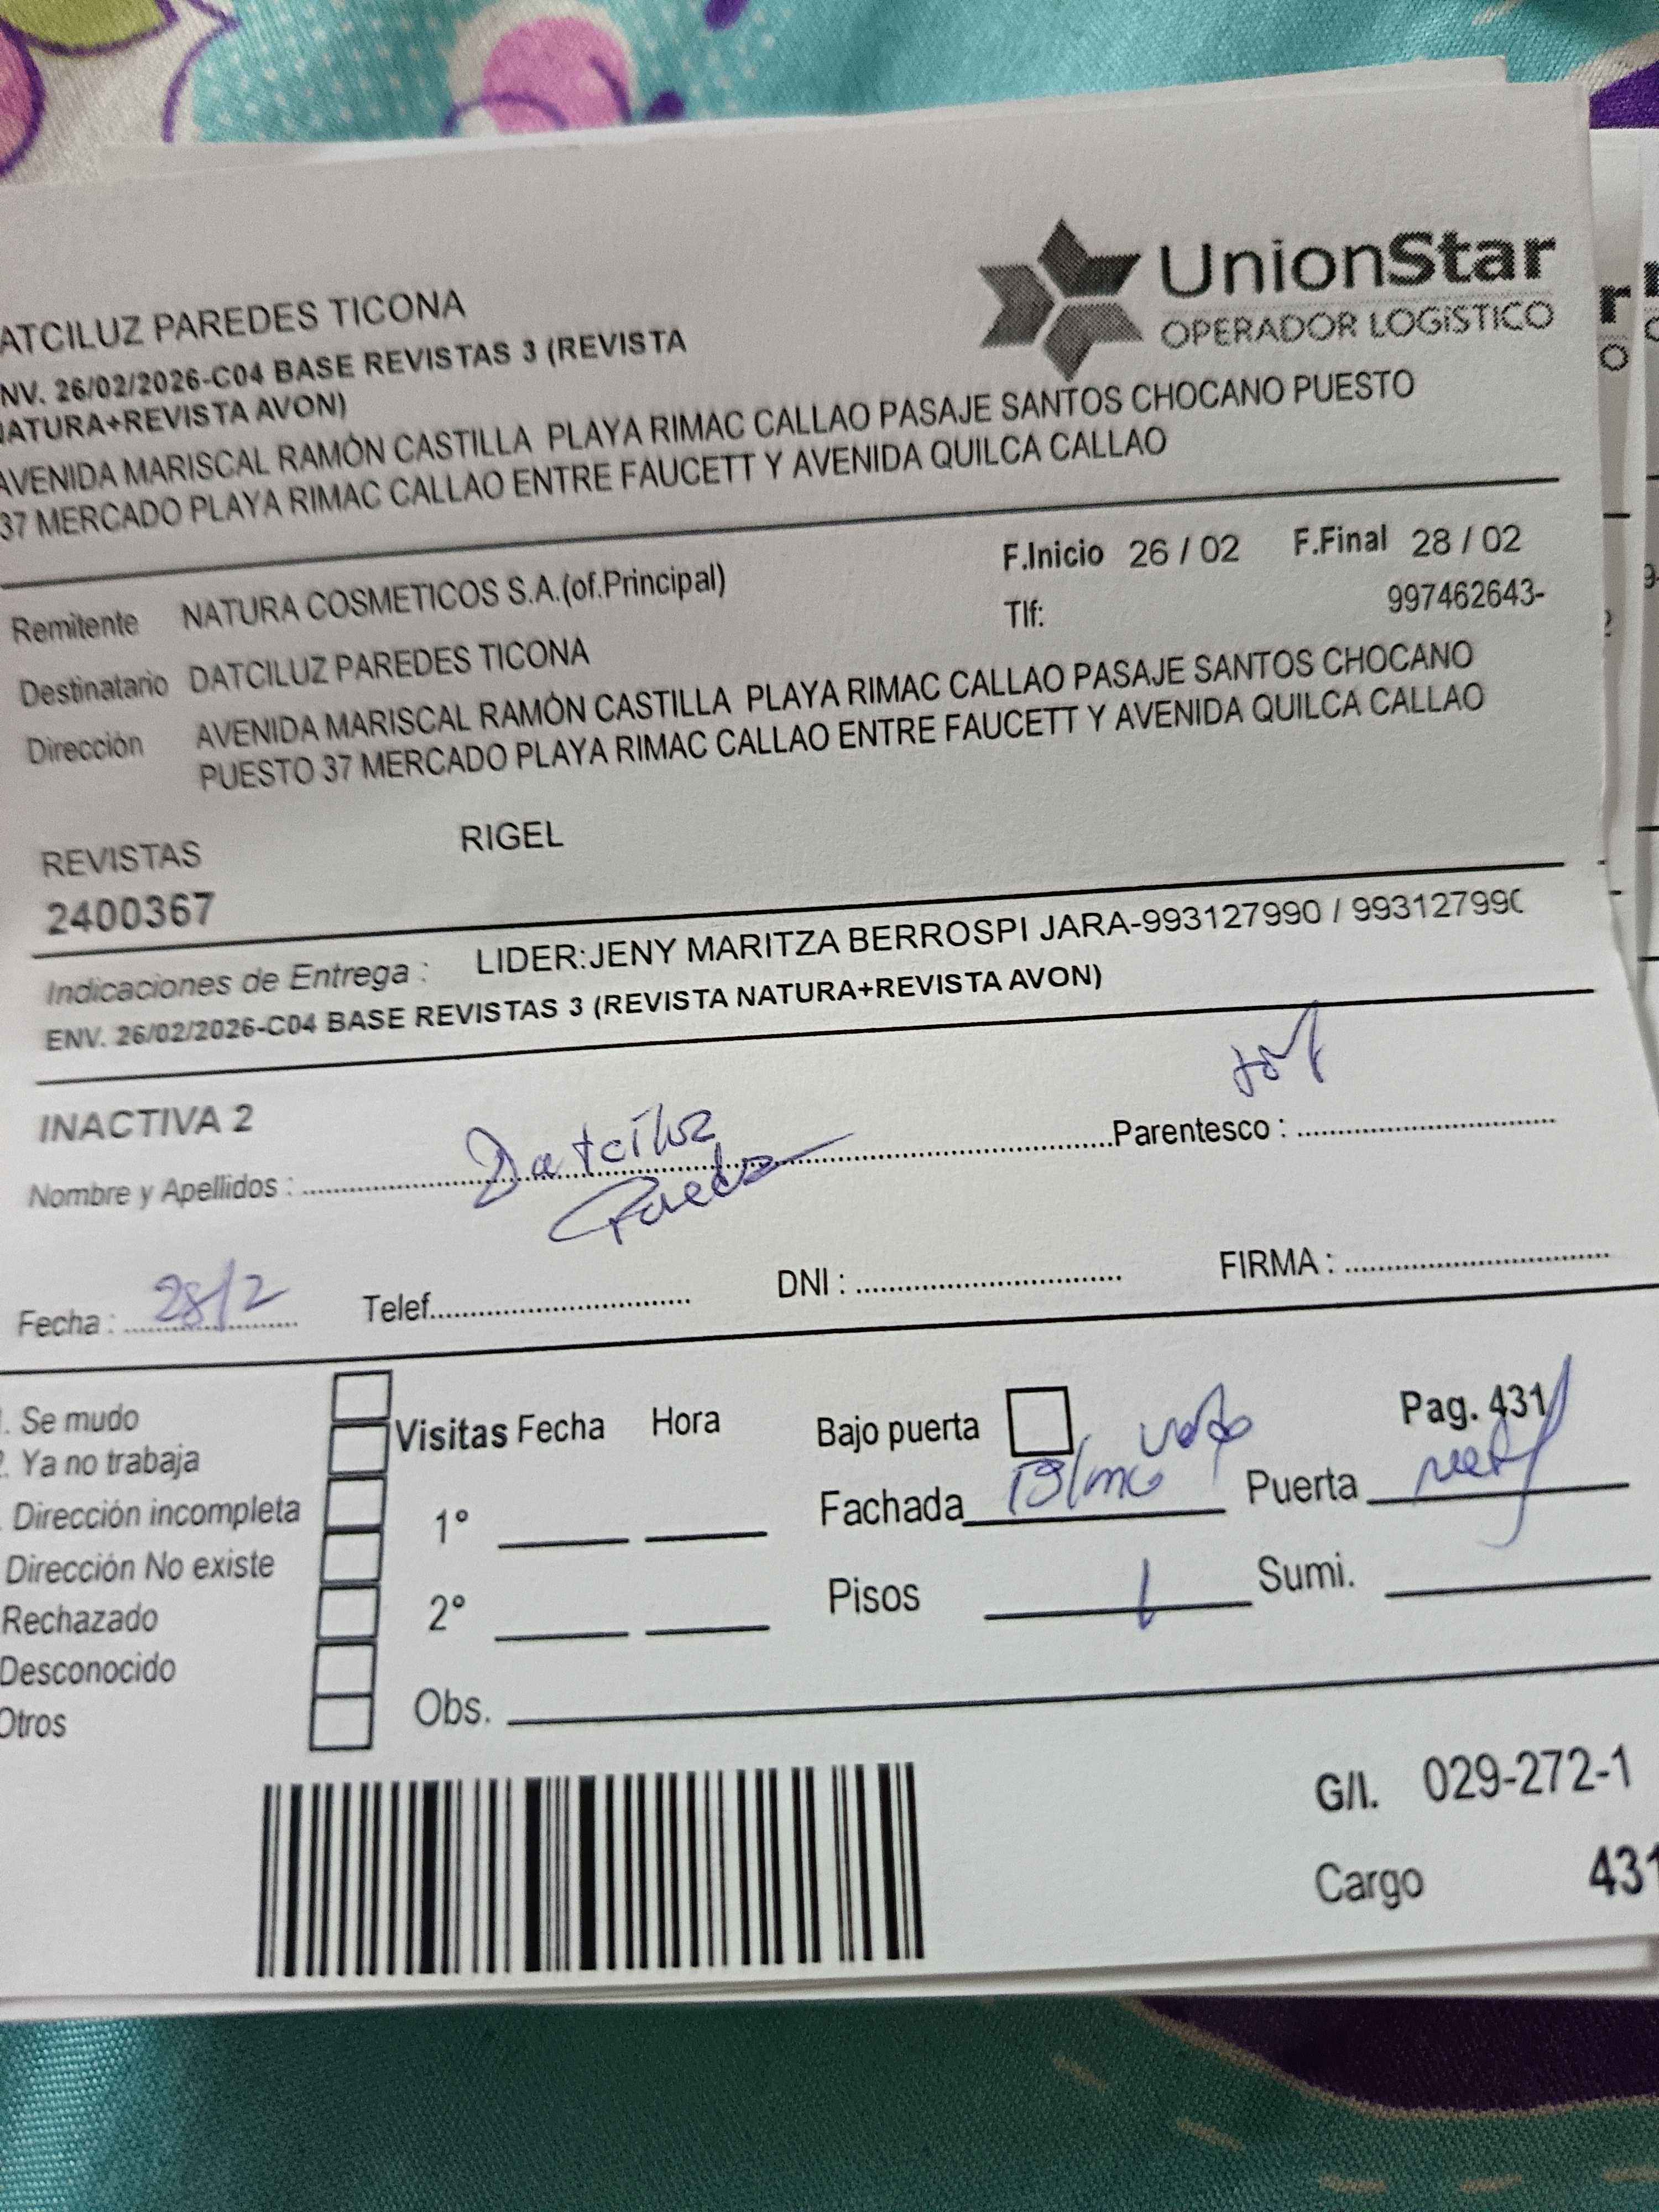 UnionStar
OPERADOR LOGÍSTICO
ATCILUZ PAREDES TICONA
NV. 26/02/2026-C04 BASE REVISTAS 3 (REVISTA
NATURA+REVISTA AVON)
AVENIDA MARISCAL RAMÓN CASTILLA PLAYA RIMAC CALLAO PASAJE SANTOS CHOCANO PUESTO
37 MERCADO PLAYA RIMAC CALLAO ENTRE FAUCETT Y AVENIDA QUILCA CALLAO
F.Inicio 26 / 02 F.Final 28 / 02
Remitente NATURA COSMETICOS S.A.(of.Principal)
Tlf: 997462643-
Destinatario DATCILUZ PAREDES TICONA
Dirección AVENIDA MARISCAL RAMÓN CASTILLA PLAYA RIMAC CALLAO PASAJE SANTOS CHOCANO
PUESTO 37 MERCADO PLAYA RIMAC CALLAO ENTRE FAUCETT Y AVENIDA QUILCA CALLAO
REVISTAS RIGEL
2400367
Indicaciones de Entrega : LIDER:JENY MARITZA BERROSPI JARA-993127990 / 993127990
ENV. 26/02/2026-C04 BASE REVISTAS 3 (REVISTA NATURA+REVISTA AVON)
INACTIVA 2
Nombre y Apellidos : Datciluz Paredes Parentesco :
Fecha : 28/2 Telef. DNI : FIRMA :
. Se mudo
. Ya no trabaja
. Dirección incompleta
Dirección No existe
Rechazado
Desconocido
Otros
Visitas Fecha Hora
1°
2°
Obs.
Bajo puerta Pag. 431
Fachada Blanco Puerta
Pisos 1 Sumi.
G/I. 029-272-1
Cargo 431